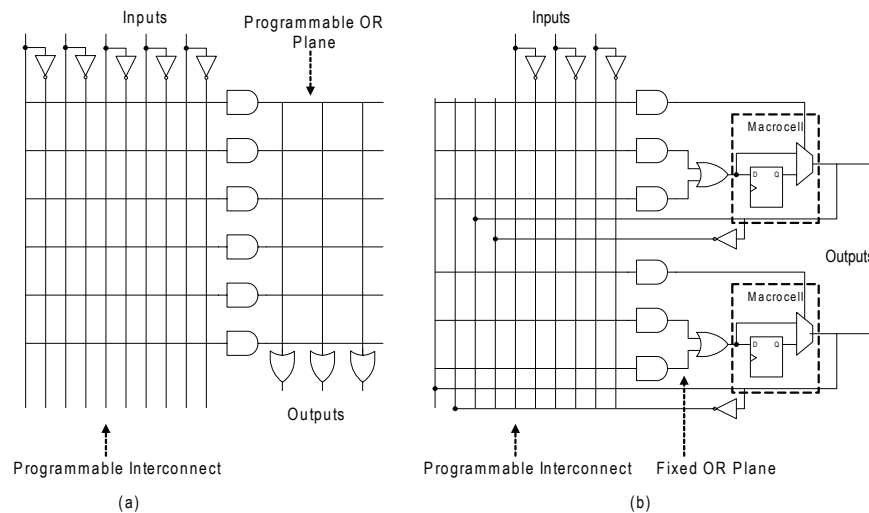 Inputs
Programmable OR
Plane
Outputs
Programmable Interconnect
(a)
Inputs
Macrocell
D Q
Outputs
Macrocell
D Q
Programmable Interconnect
Fixed OR Plane
(b)